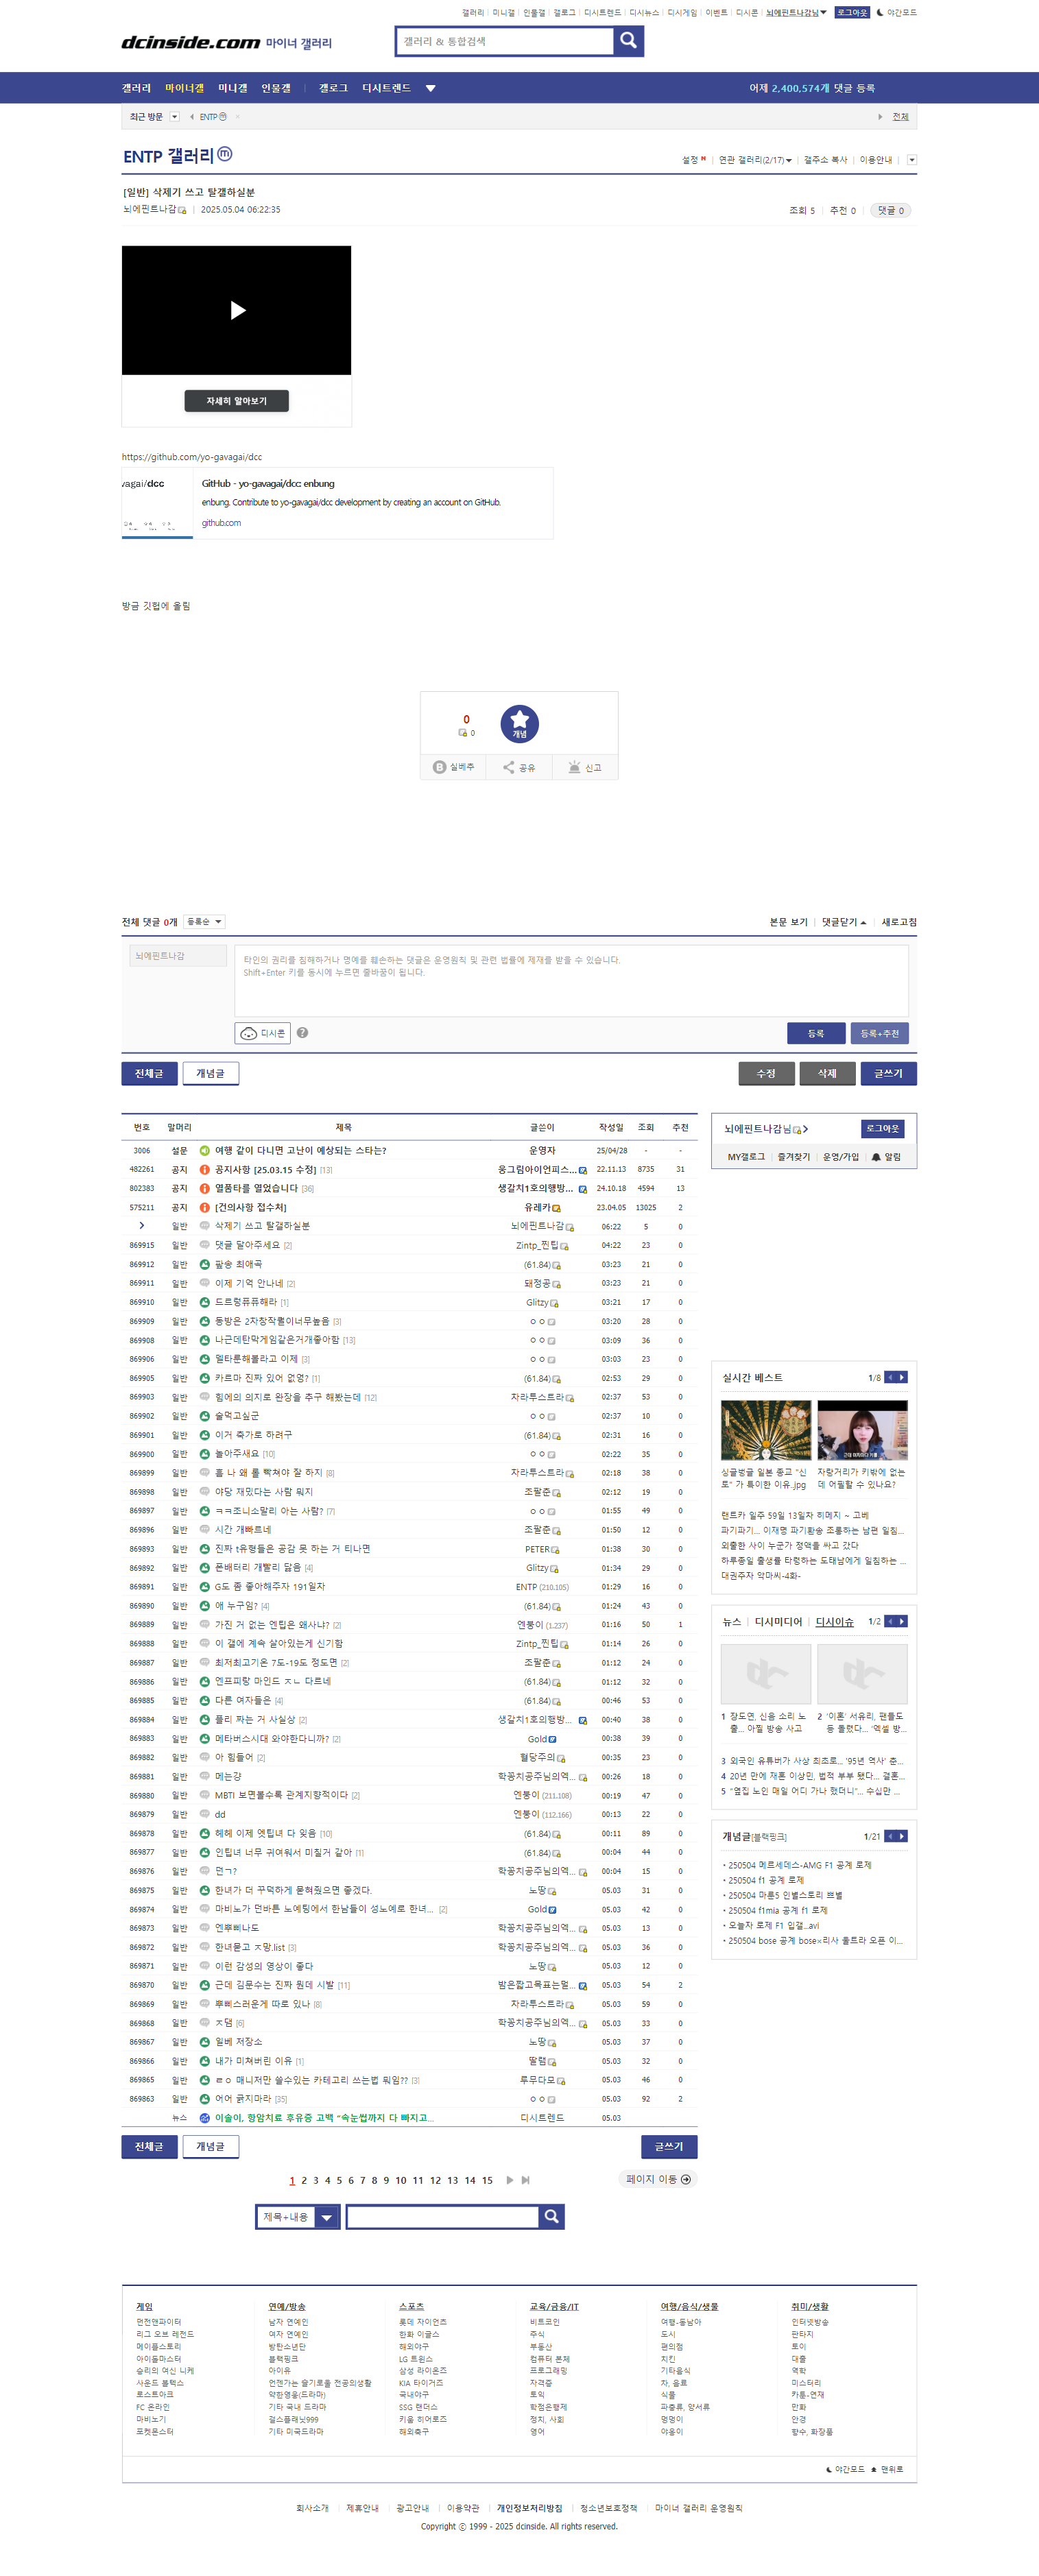 갤러리 | 미니갤 | 인물갤 | 갤로그 | 디시트렌드 | 디시뉴스 | 디시게임 | 이벤트 | 디시콘 | 뇌에핀트나감님 로그아웃 야간모드
dcinside.com 마이너 갤러리
갤러리 & 통합검색
갤러리 마이너갤 미니갤 인물갤 | 갤로그 디시트렌드 어제 2,400,574개 댓글 등록
최근 방문 ENTP ⓜ 전체
ENTP 갤러리 ⓜ
설정 | 연관 갤러리(2/17) | 갤주소 복사 | 이용안내 |
[일반] 삭제기 쓰고 탈갤하실분
뇌에핀트나감 | 2025.05.04 06:22:35
조회 5 | 추천 0 | 댓글 0
자세히 알아보기
https://github.com/yo-gavagai/dcc
vagai/dcc
GitHub - yo-gavagai/dcc: enbung
enbung. Contribute to yo-gavagai/dcc development by creating an account on GitHub.
github.com
방금 깃헙에 올림
0
0
개념
실베추 공유 신고
전체 댓글 0개 등록순
본문 보기 | 댓글닫기 | 새로고침
뇌에핀트나감
타인의 권리를 침해하거나 명예를 훼손하는 댓글은 운영원칙 및 관련 법률에 제재를 받을 수 있습니다.
Shift+Enter 키를 동시에 누르면 줄바꿈이 됩니다.
디시콘 ? 등록 등록+추천
전체글 개념글 수정 삭제 글쓰기
번호 말머리 제목 글쓴이 작성일 조회 추천
3006 설문 여행 같이 다니면 고난이 예상되는 스타는? 운영자 25/04/28 - -
482261 공지 공지사항 [25.03.15 수정] [13] 몽그림아이언피스... 22.11.13 8735 31
802383 공지 열품타를 열었습니다 [36] 생갈치1호의행방... 24.10.18 4594 13
575211 공지 [건의사항 접수처] 유레카 23.04.05 13025 2
일반 삭제기 쓰고 탈갤하실분 뇌에핀트나감 06:22 5 0
869915 일반 댓글 달아주세요 [2] Zintp_찐팁 04:22 23 0
869912 일반 팝송 최애곡 (61.84) 03:23 21 0
869911 일반 이제 기억 안나네 [2] 돼정공 03:23 21 0
869910 일반 드르렁퓨퓨해라 [1] Glitzy 03:21 17 0
869909 일반 동방은 2차창작퀄이너무높음 [3] ㅇㅇ 03:20 28 0
869908 일반 나근데탄막게임같은거개좋아함 [13] ㅇㅇ 03:09 36 0
869906 일반 델타룬해볼라고 이제 [3] ㅇㅇ 03:03 23 0
869905 일반 카르마 진짜 있어 없멩? [1] (61.84) 02:53 29 0
869903 일반 힘에의 의지로 완장을 추구 해봤는데 [12] 자라투스트라 02:37 53 0
869902 일반 술먹고싶군 ㅇㅇ 02:37 10 0
869901 일반 이거 축가로 하려구 (61.84) 02:31 16 0
869900 일반 놀아주새요 [10] ㅇㅇ 02:22 35 0
869899 일반 흠 나 왜 롤 빡쳐야 잘 하지 [8] 자라투스트라 02:18 38 0
869898 일반 야당 재밌다는 사람 뭐지 조팔춘 02:12 19 0
869897 일반 ㅋㅋ조니소말리 아는 사람? [7] ㅇㅇ 01:55 49 0
869896 일반 시간 개빠르네 조팔춘 01:50 12 0
869893 일반 진짜 t유형들은 공감 못 하는 거 티나면 PETER 01:38 30 0
869892 일반 폰배터리 개빨리 닳음 [4] Glitzy 01:34 29 0
869891 일반 G도 좀 좋아해주자 191일차 ENTP (210.105) 01:29 16 0
869890 일반 애 누구임? [4] (61.84) 01:24 43 0
869889 일반 가진 거 없는 엔팁은 왜사냐? [2] 엔붕이 (1.237) 01:16 50 1
869888 일반 이 갤에 계속 살아있는게 신기함 Zintp_찐팁 01:14 26 0
869887 일반 최저최고기온 7도-19도 정도면 [2] 조팔춘 01:12 24 0
869886 일반 엔프피랑 마인드 ㅈㄴ 다르네 (61.84) 01:12 32 0
869885 일반 다른 여자들은 [4] (61.84) 00:46 53 0
869884 일반 플리 짜는 거 사실상 [2] 생갈치1호의행방... 00:40 38 0
869883 일반 메타버스시대 와야한다니까? [2] Gold 00:38 39 0
869882 일반 아 힘들어 [2] 혈당주의 00:35 23 0
869881 일반 메는걍 학꽁치공주님의역... 00:26 18 0
869880 일반 MBTI 보면볼수록 관계지향적이다 [2] 엔붕이 (211.108) 00:19 47 0
869879 일반 dd 엔붕이 (112.166) 00:13 22 0
869878 일반 헤헤 이제 엣팁녀 다 잊음 [10] (61.84) 00:11 89 0
869877 일반 인팁녀 너무 귀여워서 미칠거 같아 [1] (61.84) 00:04 44 0
869876 일반 던ㄱ? 학꽁치공주님의역... 00:04 15 0
869875 일반 한녀가 더 꾸덕하게 묻혀줬으면 좋겠다. 노땅 05.03 31 0
869874 일반 마비노가 던바튼 노예팅에서 한남들이 성노예로 한녀... [2] Gold 05.03 42 0
869873 일반 엔뿌삐나도 학꽁치공주님의역... 05.03 13 0
869872 일반 한녀묻고 ㅈ망.list [3] 학꽁치공주님의역... 05.03 36 0
869871 일반 이런 감성의 영상이 좋다 노땅 05.03 12 0
869870 일반 근데 김문수는 진짜 뭔데 시발 [11] 밤은짧고목표는멀... 05.03 54 2
869869 일반 뿌삐스러운게 따로 있나 [8] 자라투스트라 05.03 59 0
869868 일반 ㅈ댐 [6] 학꽁치공주님의역... 05.03 33 0
869867 일반 일베 저장소 노땅 05.03 37 0
869866 일반 내가 미쳐버린 이유 [1] 딸램 05.03 32 0
869865 일반 ㄹㅇ 매니저만 쓸수있는 카테고리 쓰는법 뭐임?? [3] 루무다모 05.03 46 0
869863 일반 어어 긁지마라 [35] ㅇㅇ 05.03 92 2
뉴스 이솔이, 항암치료 후유증 고백 "속눈썹까지 다 빠지고... 디시트렌드 05.03
전체글 개념글 글쓰기
1 2 3 4 5 6 7 8 9 10 11 12 13 14 15 페이지 이동
제목+내용
뇌에핀트나감님 로그아웃
MY갤로그 | 즐겨찾기 | 운영/가입 | 알림
실시간 베스트 1/8
싱글벙글 일본 종교 "신토" 가 특이한 이유.jpg
자랑거리가 키밖에 없는데 어필할 수 있나요?
랜트카 일주 59일 13일차 히메지 ~ 고베
파기파기... 이재명 파기환송 조롱하는 남편 일침...
외출한 사이 누군가 정액을 싸고 갔다
하루종일 출생률 타령하는 도태남에게 일침하는 ...
대권주자 악마씨-4화-
뉴스 | 디시미디어 | 디시이슈 1/2
1 장도연, 신음 소리 노출... 아찔 방송 사고
2 '이혼' 서유리, 팬들도 등 돌렸다... '엑셀 방...
3 외국인 유튜버가 사상 최초로... '95년 역사' 춘...
4 20년 만에 재혼 이상민, 법적 부부 됐다... 결혼...
5 "옆집 노인 매일 어디 가나 했더니"... 수십만 ...
개념글[블랙핑크] 1/21
· 250504 메르세데스-AMG F1 공계 로제
· 250504 f1 공계 로제
· 250504 마룬5 인별스토리 쁘별
· 250504 f1mia 공계 f1 로제
· 오늘자 로제 F1 입갤...avi
· 250504 bose 공계 bose×리사 울트라 오픈 이...
게임 연예/방송 스포츠 교육/금융/IT 여행/음식/생물 취미/생활
던전앤파이터 남자 연예인 롯데 자이언츠 비트코인 여행-동남아 인터넷방송
리그 오브 레전드 여자 연예인 한화 이글스 주식 도시 판타지
메이플스토리 방탄소년단 해외야구 부동산 편의점 토이
아이돌마스터 블랙핑크 LG 트윈스 컴퓨터 본체 치킨 대출
승리의 여신 니케 아이유 삼성 라이온즈 프로그래밍 기타음식 역학
사운드 볼텍스 언젠가는 슬기로울 전공의생활 KIA 타이거즈 자격증 차, 음료 미스터리
로스트아크 약한영웅(드라마) 국내야구 토익 식물 카툰-연재
FC 온라인 기타 국내 드라마 SSG 랜더스 학점은행제 파충류, 양서류 만화
마비노기 걸스플래닛999 키움 히어로즈 정치, 사회 멍멍이 안경
포켓몬스터 기타 미국드라마 해외축구 영어 야옹이 향수, 화장품
야간모드 맨위로
회사소개 | 제휴안내 | 광고안내 | 이용약관 | 개인정보처리방침 | 청소년보호정책 | 마이너 갤러리 운영원칙
Copyright ⓒ 1999 - 2025 dcinside. All rights reserved.